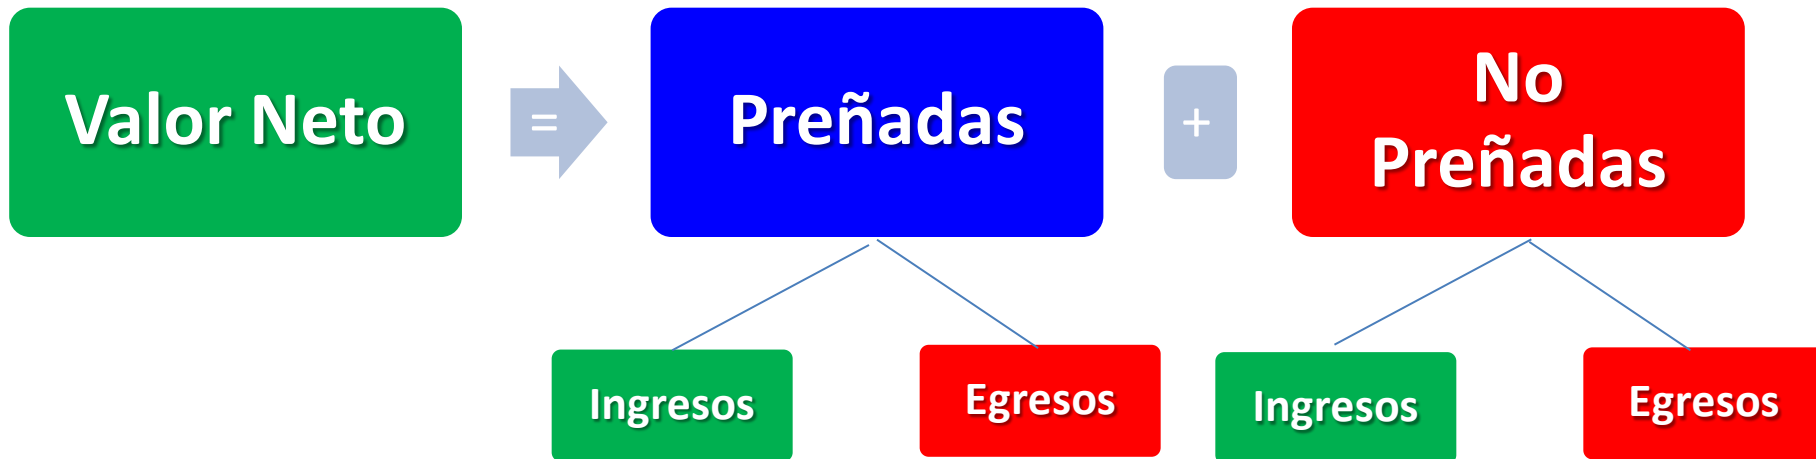 Valor Neto
=
Preñadas
+
No
Preñadas
Ingresos
Egresos
Ingresos
Egresos